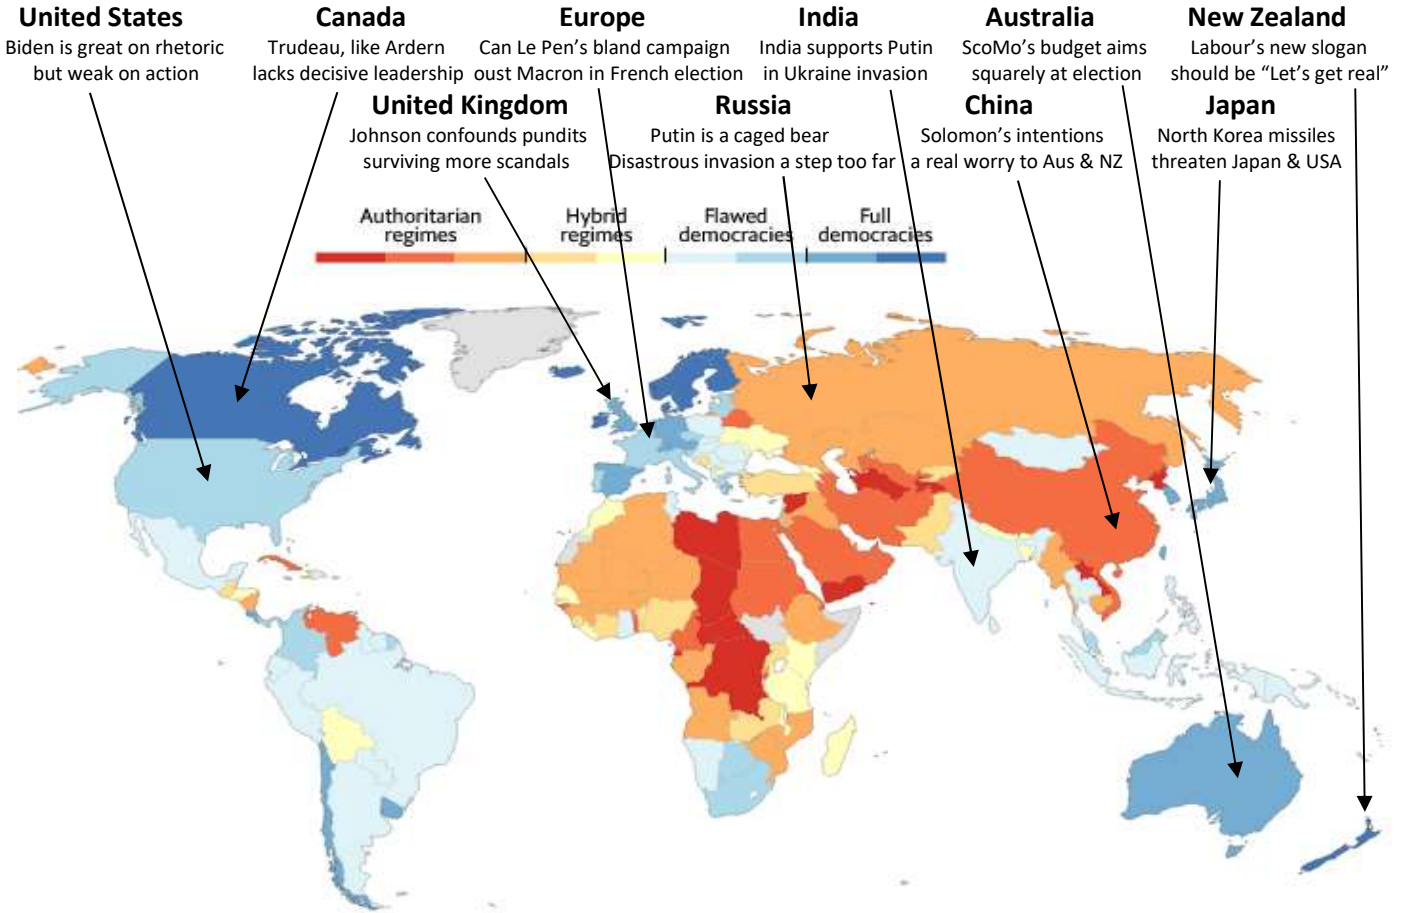 United States
Biden is great on rhetoric
but weak on action
Canada
Trudeau, like Ardern
lacks decisive leadership
Europe
Can Le Pen’s bland campaign
oust Macron in French election
India
India supports Putin
in Ukraine invasion
Australia
ScoMo’s budget aims
squarely at election
New Zealand
Labour’s new slogan
should be “Let’s get real”
United Kingdom
Johnson confounds pundits
surviving more scandals
Russia
Putin is a caged bear
Disastrous invasion a step too far
China
Solomon’s intentions
a real worry to Aus & NZ
Japan
North Korea missiles
threaten Japan & USA
Authoritarian
regimes
Hybrid
regimes
Flawed
democracies
Full
democracies